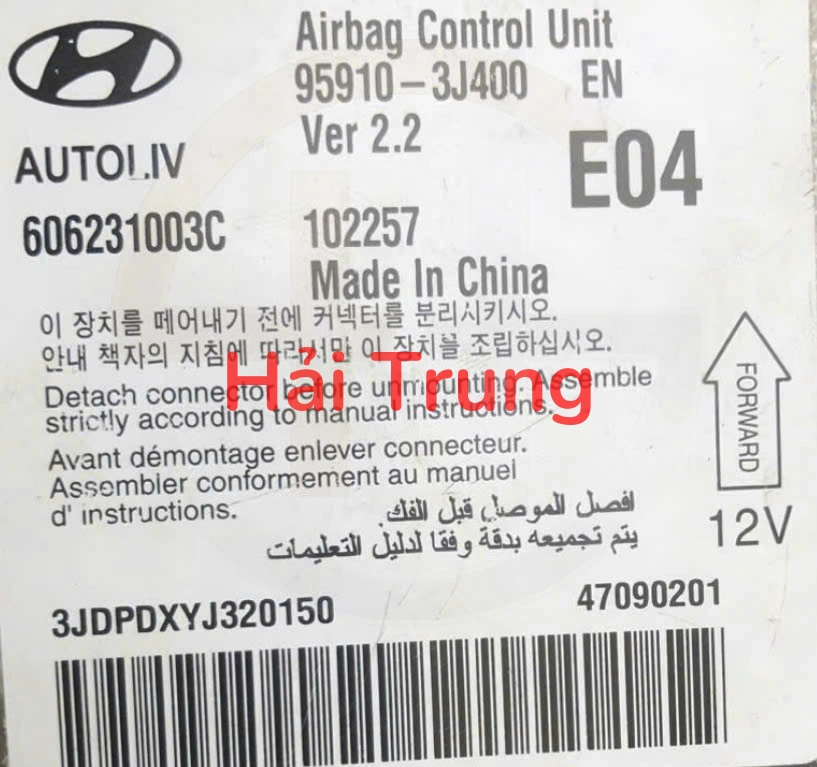 Airbag Control Unit
95910-3J400 EN
Ver 2.2
E04
AUTOLIV
606231003C 102257
Made In China
이 장치를 떼어내기 전에 커넥터를 분리시키시오.
안내 책자의 지침에 따라서만 이 장치를 조립하십시오.
Hải Trung
Detach connector before unmounting. Assemble
strictly according to manual instructions.
Avant démontage enlever connecteur.
Assembler conformement au manuel
d' instructions.
افصل الموصل قبل الفك.
يتم تجميعه بدقة وفقا لدليل التعليمات
FORWARD
12V
3JDPDXYJ320150 47090201